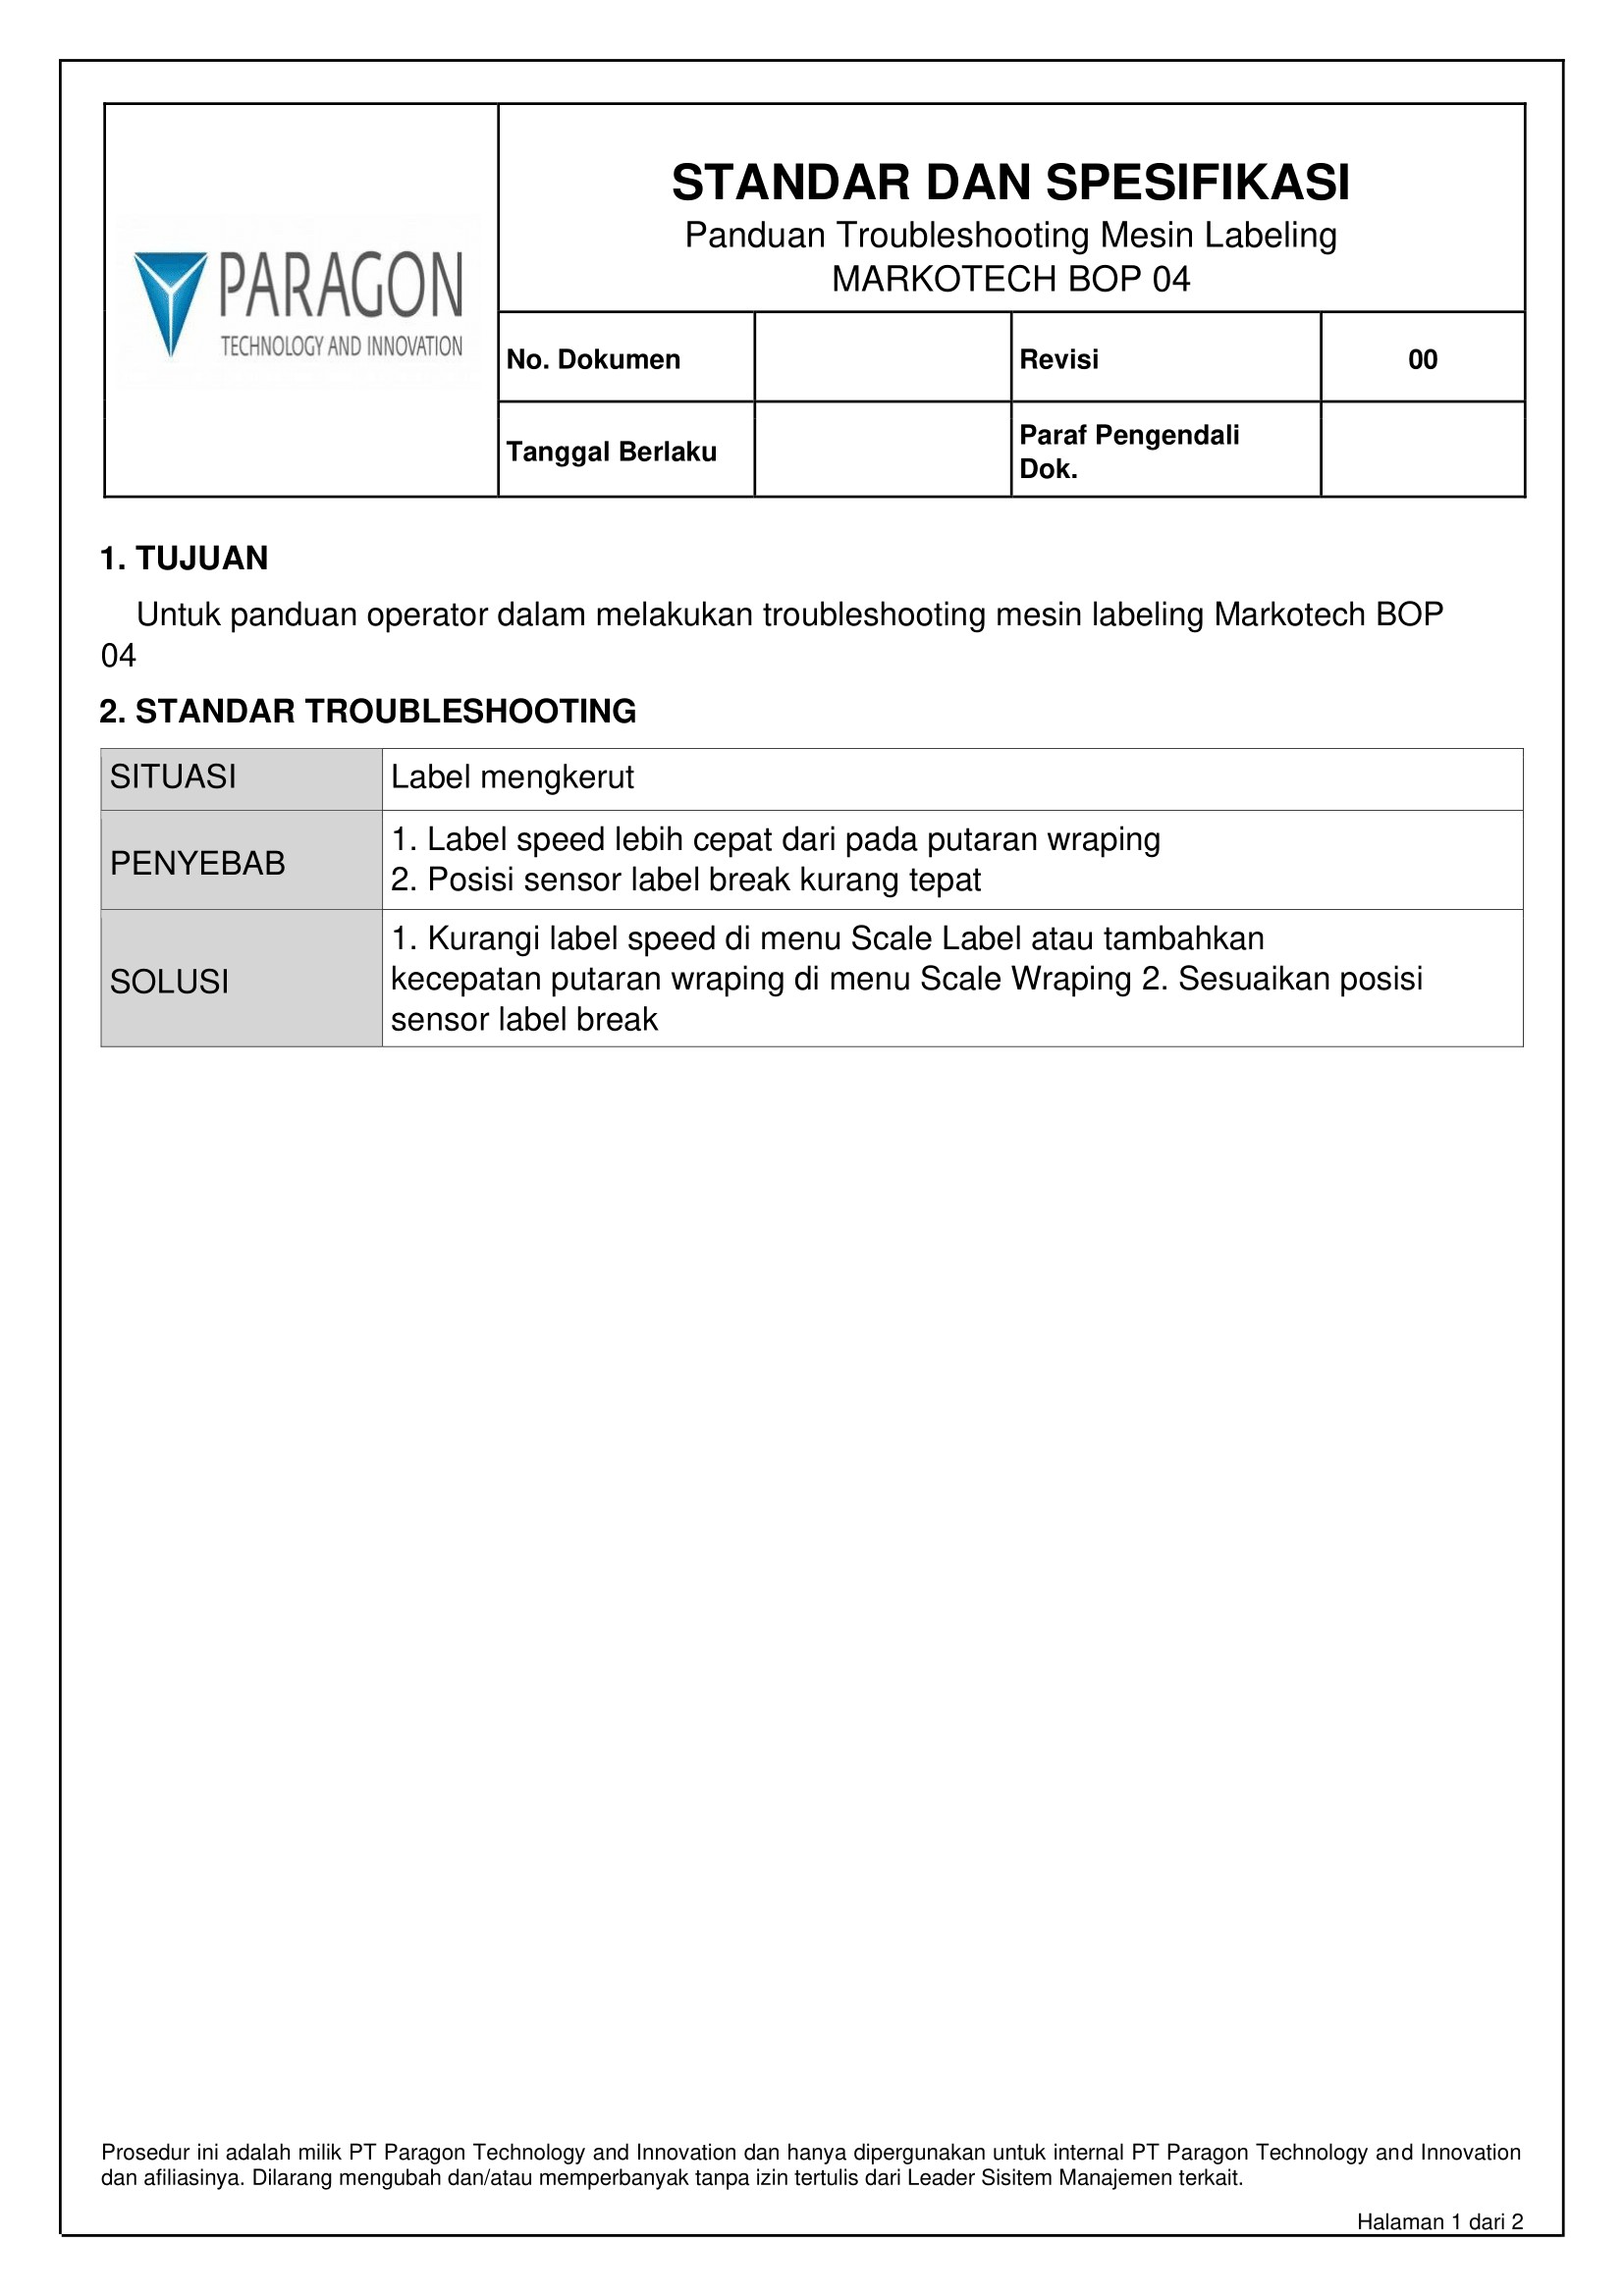 PARAGON
TECHNOLOGY AND INNOVATION
STANDAR DAN SPESIFIKASI
Panduan Troubleshooting Mesin Labeling
MARKOTECH BOP 04
No. Dokumen
Revisi
00
Tanggal Berlaku
Paraf Pengendali
Dok.
1. TUJUAN
Untuk panduan operator dalam melakukan troubleshooting mesin labeling Markotech BOP
04
2. STANDAR TROUBLESHOOTING
SITUASI
Label mengkerut
PENYEBAB
1. Label speed lebih cepat dari pada putaran wraping
2. Posisi sensor label break kurang tepat
SOLUSI
1. Kurangi label speed di menu Scale Label atau tambahkan
kecepatan putaran wraping di menu Scale Wraping 2. Sesuaikan posisi
sensor label break
Prosedur ini adalah milik PT Paragon Technology and Innovation dan hanya dipergunakan untuk internal PT Paragon Technology and Innovation
dan afiliasinya. Dilarang mengubah dan/atau memperbanyak tanpa izin tertulis dari Leader Sisitem Manajemen terkait.
Halaman 1 dari 2